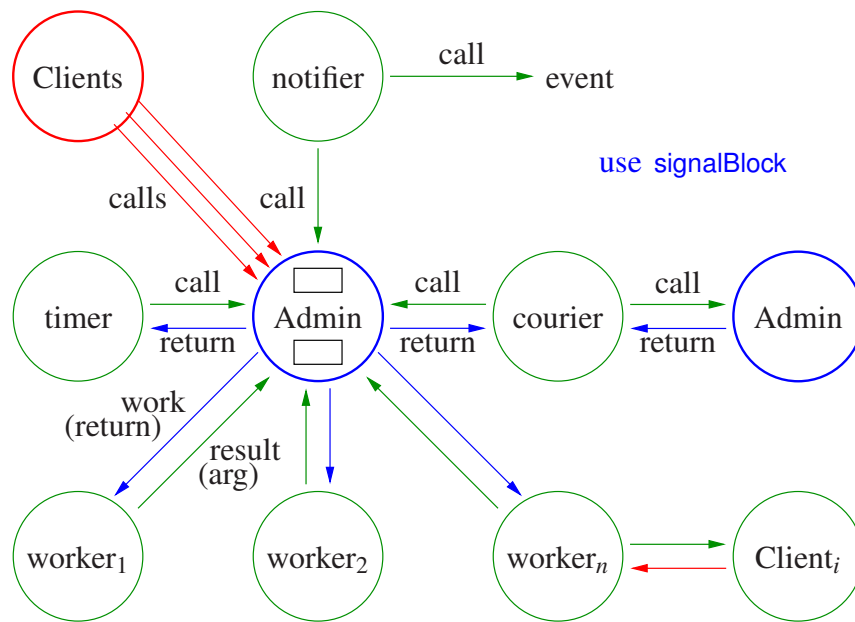 Clients
notifier
call
event
use signalBlock
calls
call
timer
call
return
Admin
call
return
courier
call
return
Admin
work
(return)
result
(arg)
worker₁
worker₂
workerₙ
Clientᵢ